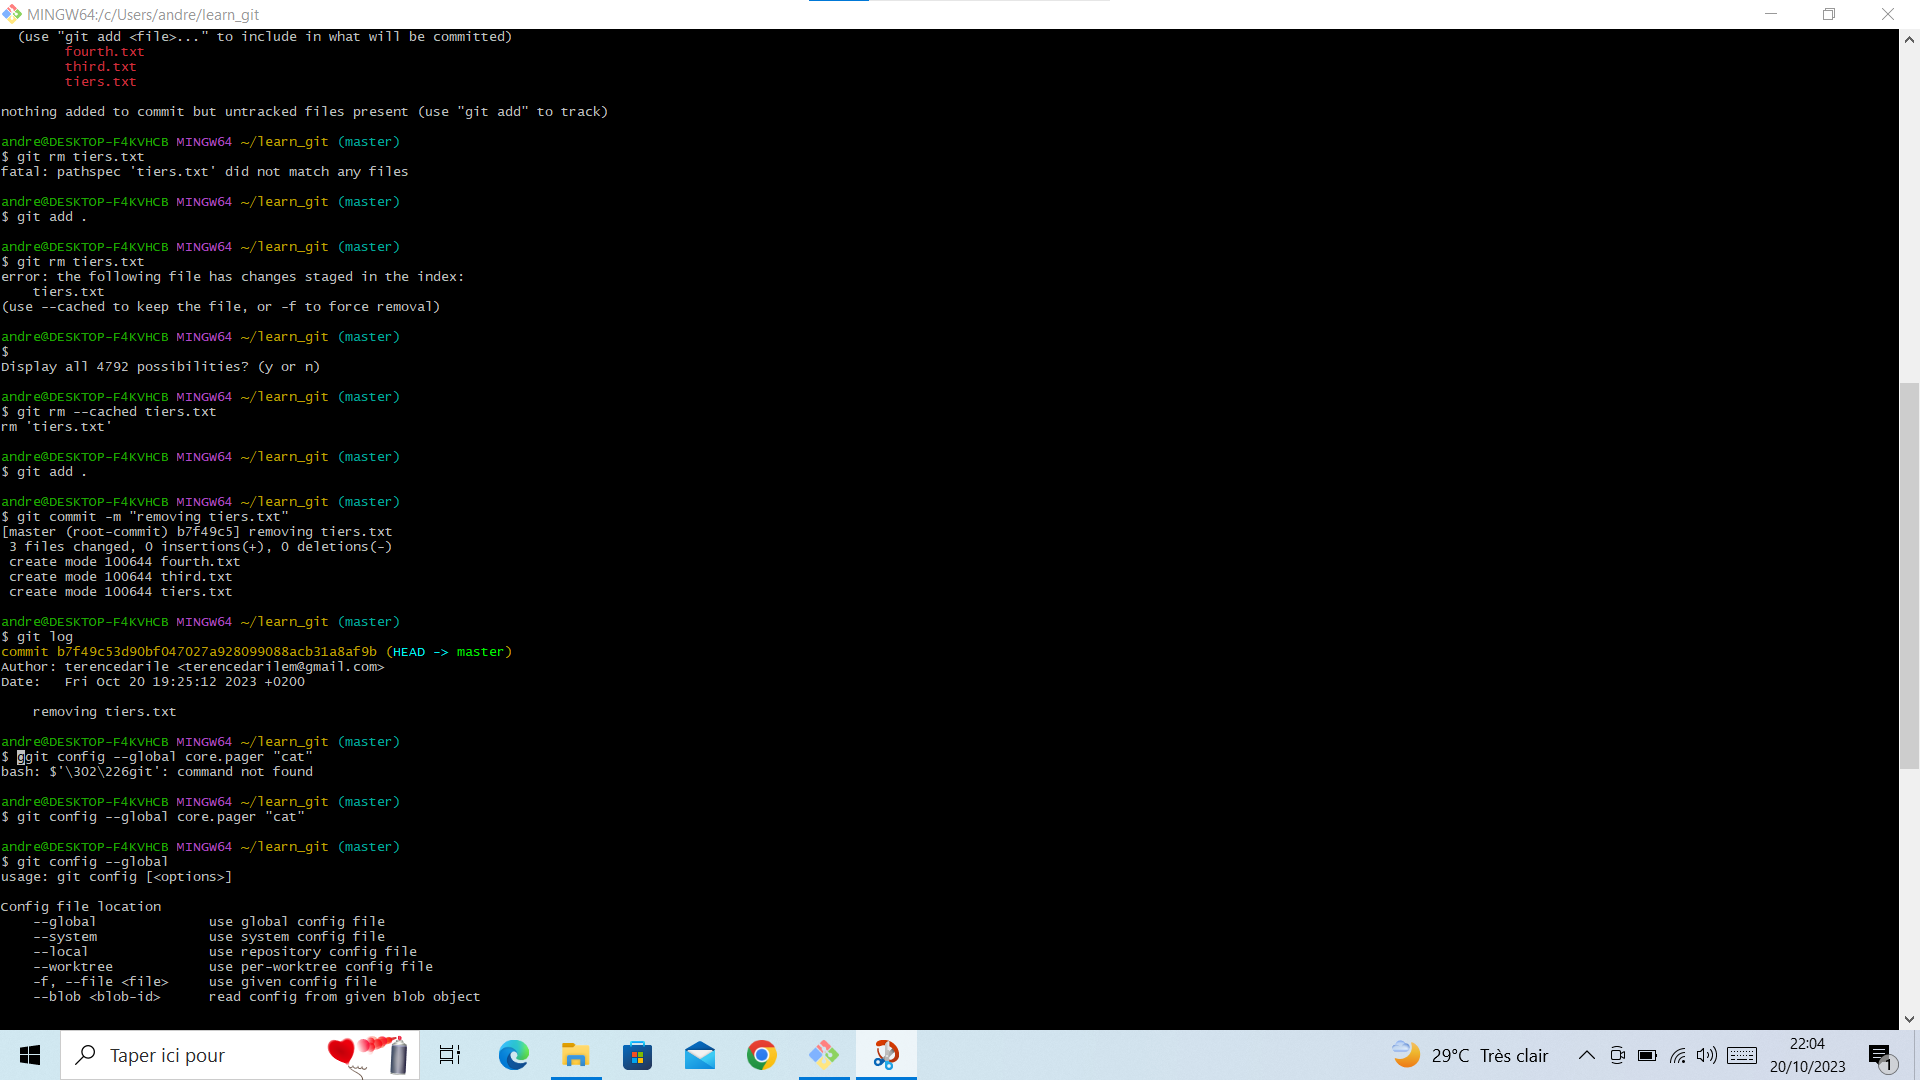 MINGW64:/c/Users/andre/learn_git
(use "git add <file>..." to include in what will be committed)
fourth.txt
third.txt
tiers.txt
nothing added to commit but untracked files present (use "git add" to track)
andre@DESKTOP-F4KVHCB MINGW64 ~/learn_git (master)
$ git rm tiers.txt
fatal: pathspec 'tiers.txt' did not match any files
andre@DESKTOP-F4KVHCB MINGW64 ~/learn_git (master)
$ git add .
andre@DESKTOP-F4KVHCB MINGW64 ~/learn_git (master)
$ git rm tiers.txt
error: the following file has changes staged in the index:
tiers.txt
(use --cached to keep the file, or -f to force removal)
andre@DESKTOP-F4KVHCB MINGW64 ~/learn_git (master)
$
Display all 4792 possibilities? (y or n)
andre@DESKTOP-F4KVHCB MINGW64 ~/learn_git (master)
$ git rm --cached tiers.txt
rm 'tiers.txt'
andre@DESKTOP-F4KVHCB MINGW64 ~/learn_git (master)
$ git add .
andre@DESKTOP-F4KVHCB MINGW64 ~/learn_git (master)
$ git commit -m "removing tiers.txt"
[master (root-commit) b7f49c5] removing tiers.txt
3 files changed, 0 insertions(+), 0 deletions(-)
create mode 100644 fourth.txt
create mode 100644 third.txt
create mode 100644 tiers.txt
andre@DESKTOP-F4KVHCB MINGW64 ~/learn_git (master)
$ git log
commit b7f49c53d90bf047027a928099088acb31a8af9b (HEAD -> master)
Author: terencedarile <terencedarilem@gmail.com>
Date:   Fri Oct 20 19:25:12 2023 +0200
removing tiers.txt
andre@DESKTOP-F4KVHCB MINGW64 ~/learn_git (master)
$ ggit config --global core.pager "cat"
bash: $'\302\226git': command not found
andre@DESKTOP-F4KVHCB MINGW64 ~/learn_git (master)
$ git config --global core.pager "cat"
andre@DESKTOP-F4KVHCB MINGW64 ~/learn_git (master)
$ git config --global
usage: git config [<options>]
Config file location
--global use global config file
--system use system config file
--local use repository config file
--worktree use per-worktree config file
-f, --file <file> use given config file
--blob <blob-id> read config from given blob object
Taper ici pour
29°C Très clair
22:04
20/10/2023
1